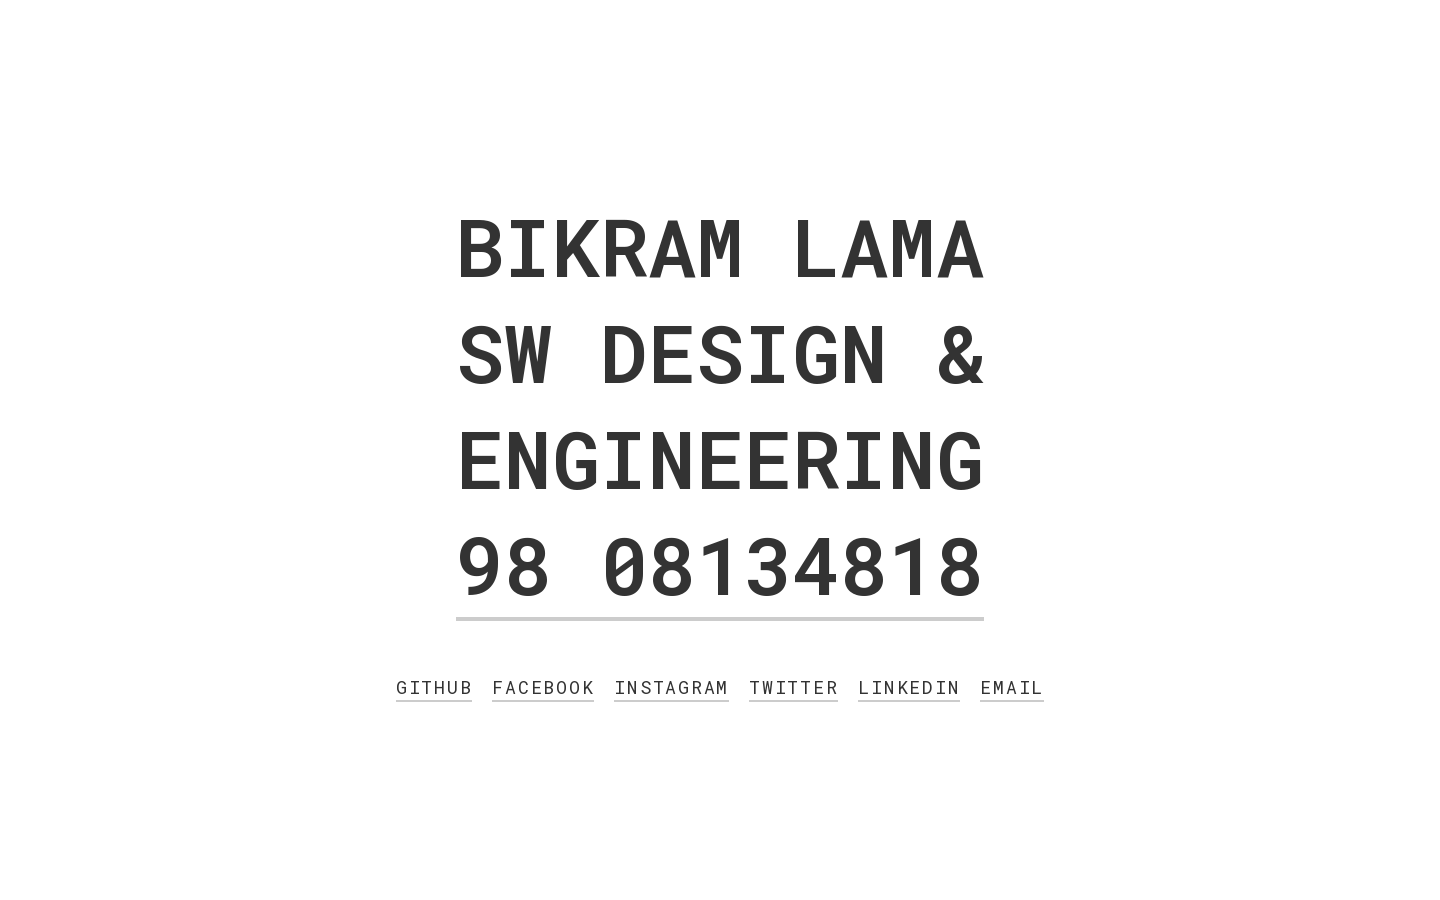 BIKRAM LAMA
SW DESIGN &
ENGINEERING
98 08134818
GITHUB FACEBOOK INSTAGRAM TWITTER LINKEDIN EMAIL